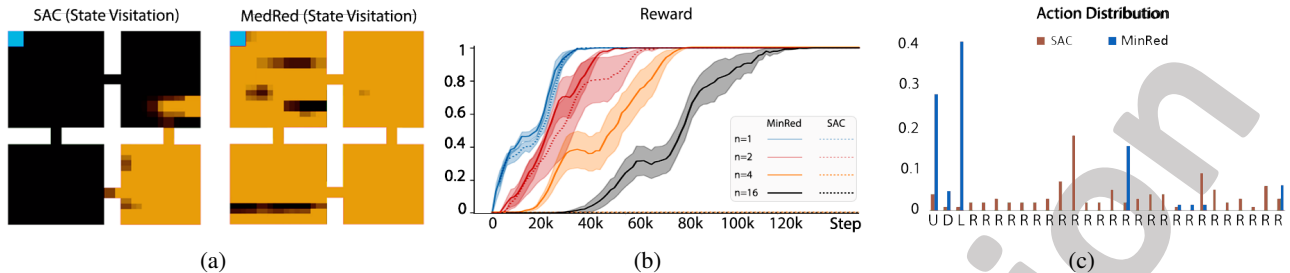 SAC (State Visitation)
MedRed (State Visitation)
(a)
Reward
1
0.8
0.6
0.4
0.2
0
20k 40k 60k 80k 100k 120k Step
MinRed SAC
n=1
n=2
n=4
n=16
(b)
Action Distribution
SAC MinRed
0.4
0.3
0.2
0.1
0
U D L R R R R R R R R R R R R R R R R R R R R R R R R R R
(c)
ion